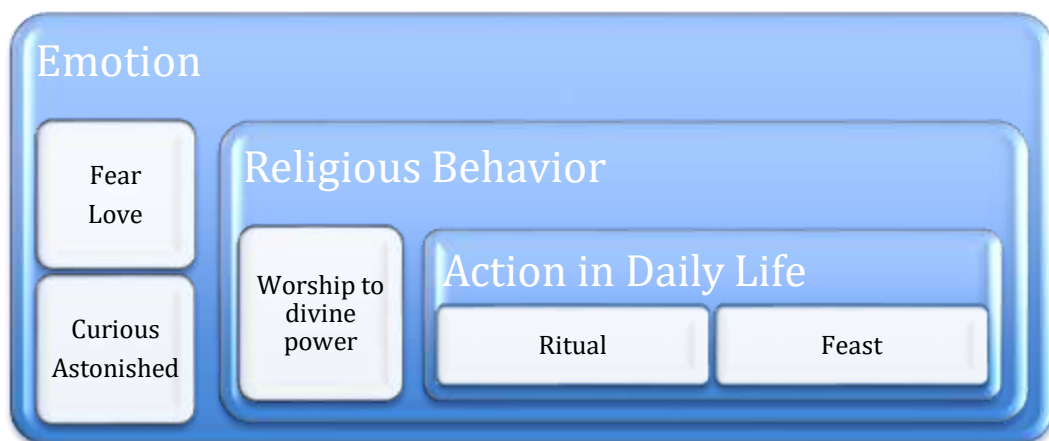 Emotion
Fear
Love
Curious
Astonished
Religious Behavior
Worship to
divine
power
Action in Daily Life
Ritual
Feast